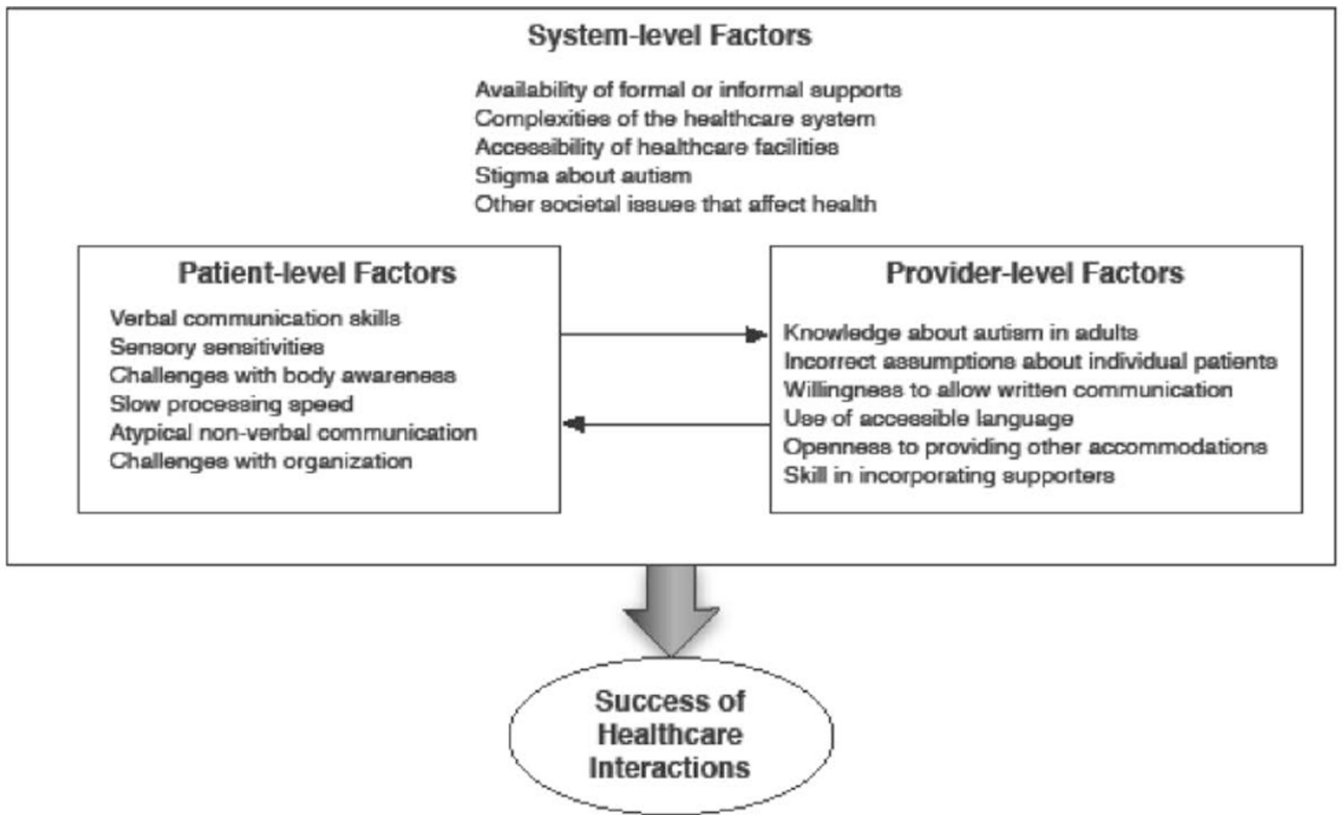 System-level Factors
Availability of formal or informal supports
Complexities of the healthcare system
Accessibility of healthcare facilities
Stigma about autism
Other societal issues that affect health
Patient-level Factors
Verbal communication skills
Sensory sensitivities
Challenges with body awareness
Slow processing speed
Atypical non-verbal communication
Challenges with organization
Provider-level Factors
Knowledge about autism in adults
Incorrect assumptions about individual patients
Willingness to allow written communication
Use of accessible language
Openness to providing other accommodations
Skill in incorporating supporters
Success of
Healthcare
Interactions